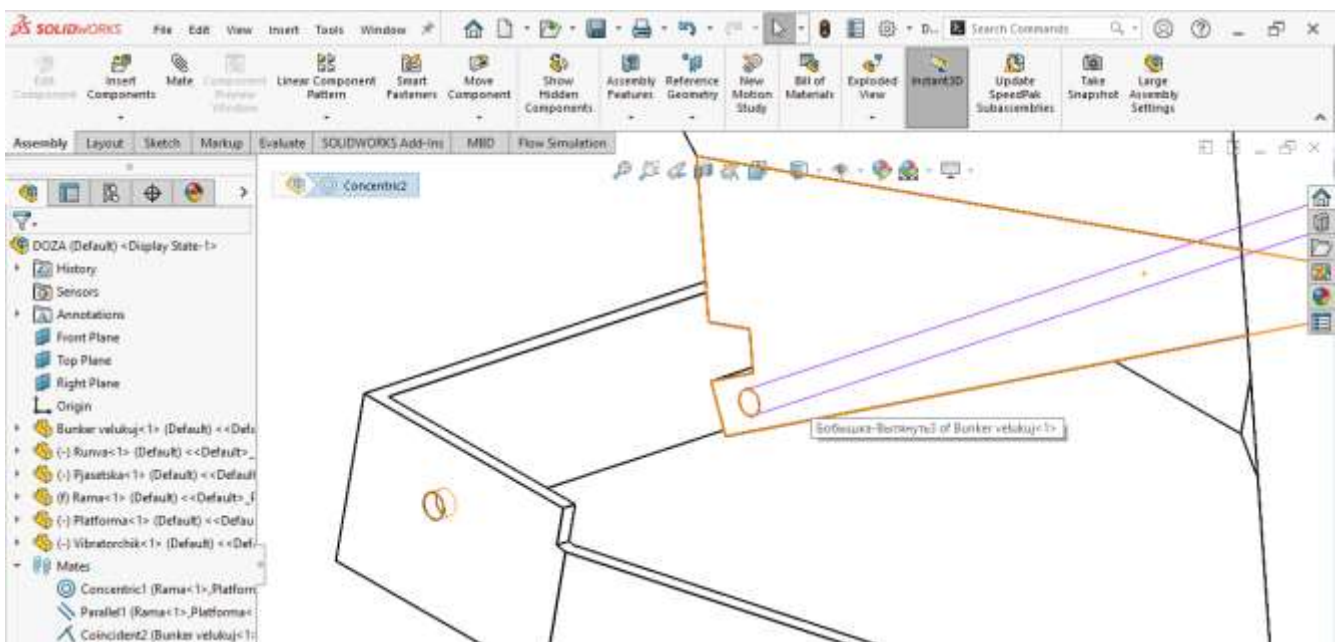 SOLIDWORKS File Edit View Insert Tools Window D... Search Commands
Edit Component
Insert Components
Mate
Component Preview Window
Linear Component Pattern
Smart Fasteners
Move Component
Show Hidden Components
Assembly Features
Reference Geometry
New Motion Study
Bill of Materials
Exploded View
Instant3D
Update SpeedPak Subassemblies
Take Snapshot
Large Assembly Settings
Assembly Layout Sketch Markup Evaluate SOLIDWORKS Add-Ins MBD Flow Simulation
Concentric2
DOZA (Default) <Display State-1>
History
Sensors
Annotations
Front Plane
Top Plane
Right Plane
Origin
Bunker velukuj<1> (Default) <<Defa
(-) Runva<1> (Default) <<Default>_
(-) Pjasetska<1> (Default) <<Default
(f) Rama<1> (Default) <<Default>_F
(-) Platforma<1> (Default) <<Defau
(-) Vibratorchik<1> (Default) <<Def
Mates
Concentric1 (Rama<1>,Platform
Parallel1 (Rama<1>,Platforma<
Coincident2 (Bunker velukuj<1>
Бобышка-Вытянуть3 of Bunker velukuj<1>